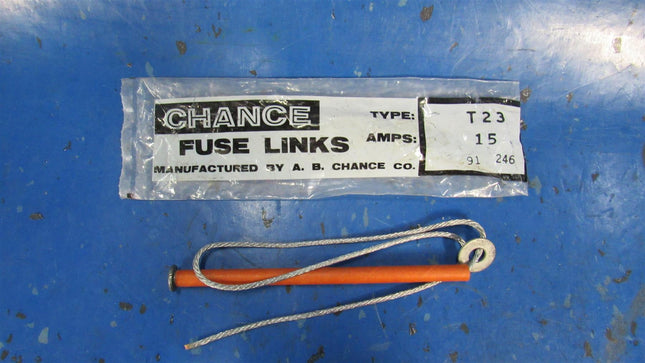 CHANCE
FUSE LINKS
MANUFACTURED BY A. B. CHANCE CO.
TYPE: T23
AMPS: 15
91 246